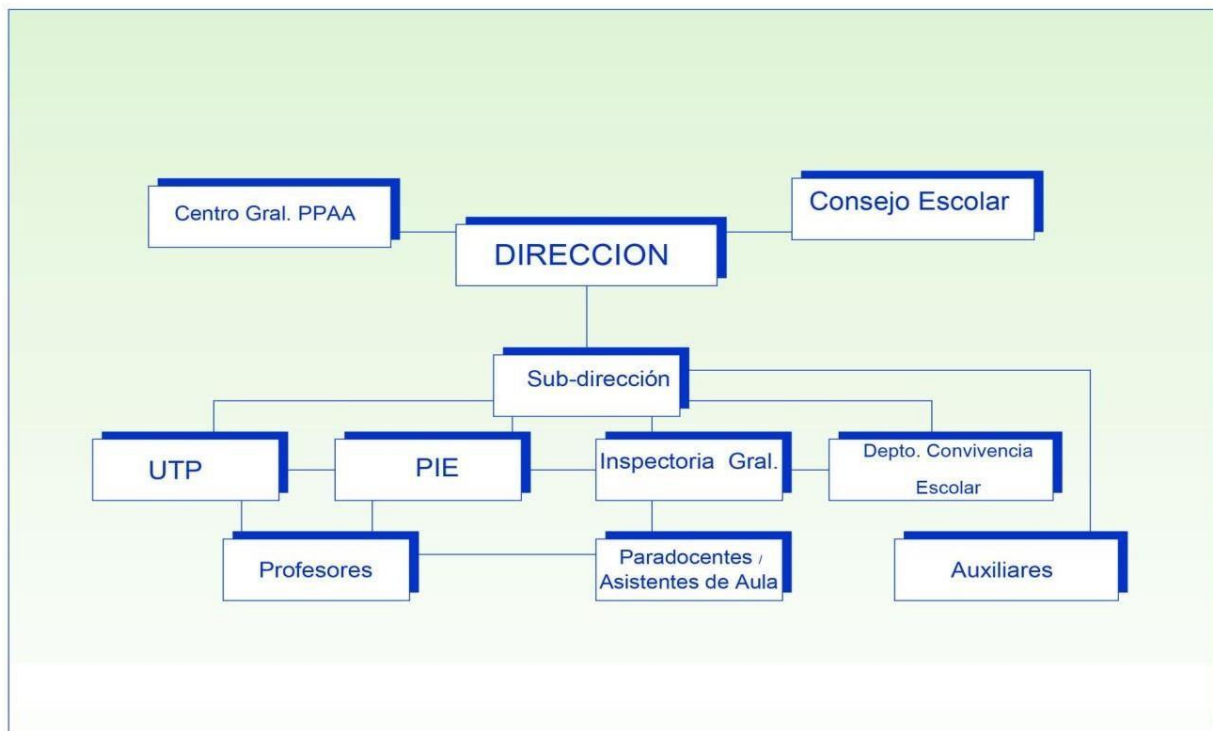 Centro Gral. PPAA
Consejo Escolar
DIRECCION
Sub-dirección
UTP
PIE
Inspectoria Gral.
Depto. Convivencia
Escolar
Profesores
Paradocentes /
Asistentes de Aula
Auxiliares